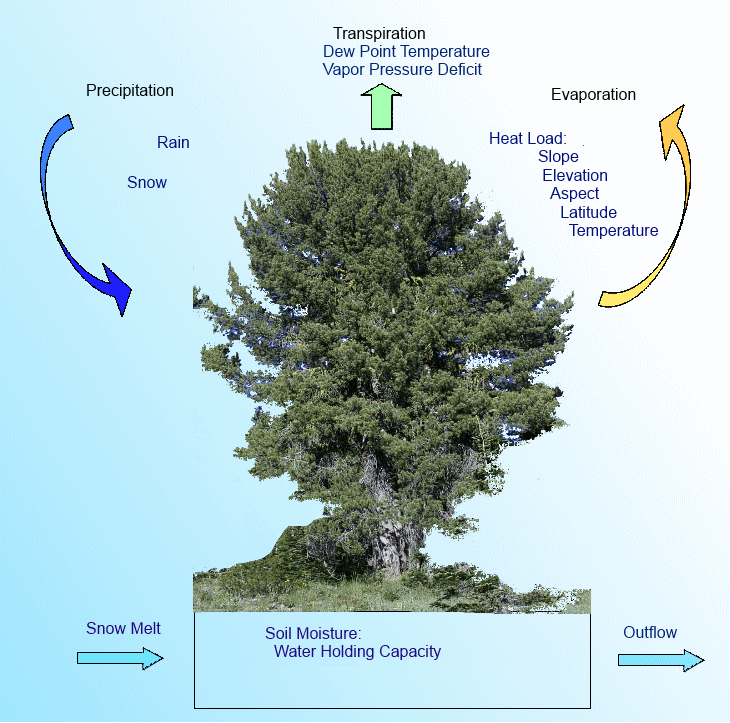 Transpiration
Dew Point Temperature
Vapor Pressure Deficit
Precipitation
Rain
Snow
Evaporation
Heat Load:
Slope
Elevation
Aspect
Latitude
Temperature
Snow Melt
Soil Moisture:
Water Holding Capacity
Outflow